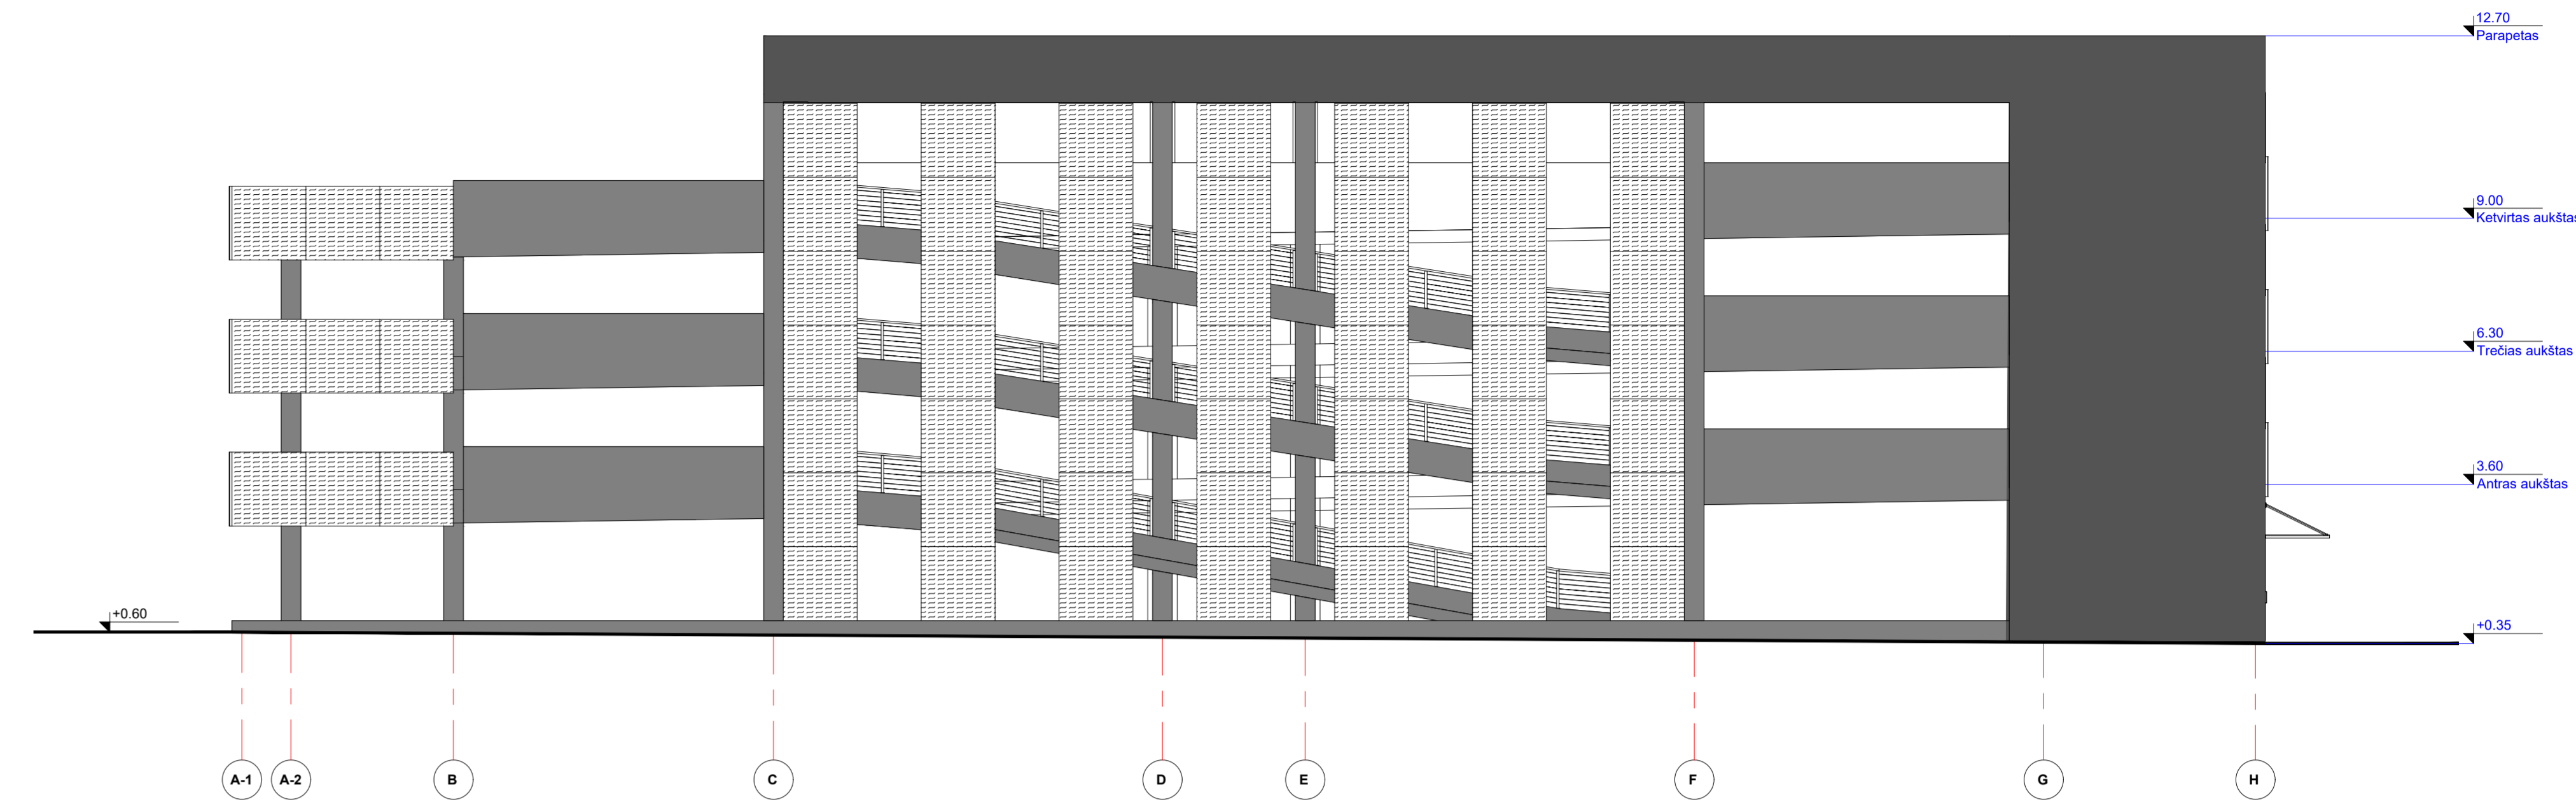 12.70
Parapetas
9.00
Ketvirtas aukštas
6.30
Trečias aukštas
3.60
Antras aukštas
+0.60
+0.35
A-1 A-2 B C D E F G H